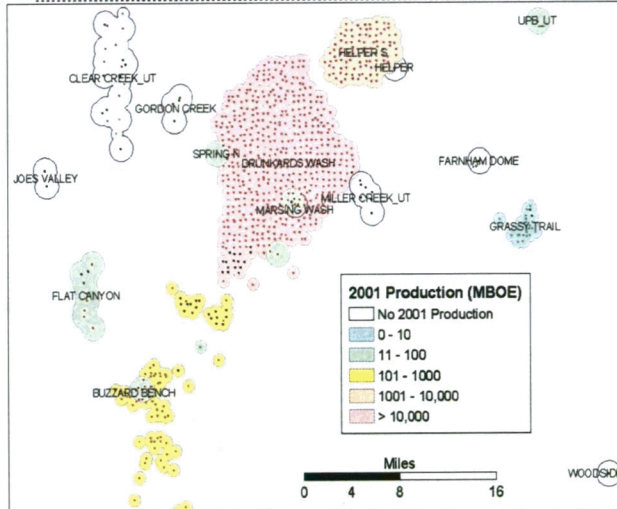 UPB_UT
HELPER S.
HELPER
CLEAR CREEK_UT
GORDON CREEK
SPRING
DRUNKARDS WASH
FARNHAM DOME
JOES VALLEY
MILLER CREEK_UT
MARSING WASH
GRASSY TRAIL
FLAT CANYON
2001 Production (MBOE)
No 2001 Production
0 - 10
11 - 100
101 - 1000
1001 - 10,000
> 10,000
BUZZARD BENCH
Miles
0 4 8 16
WOODSID